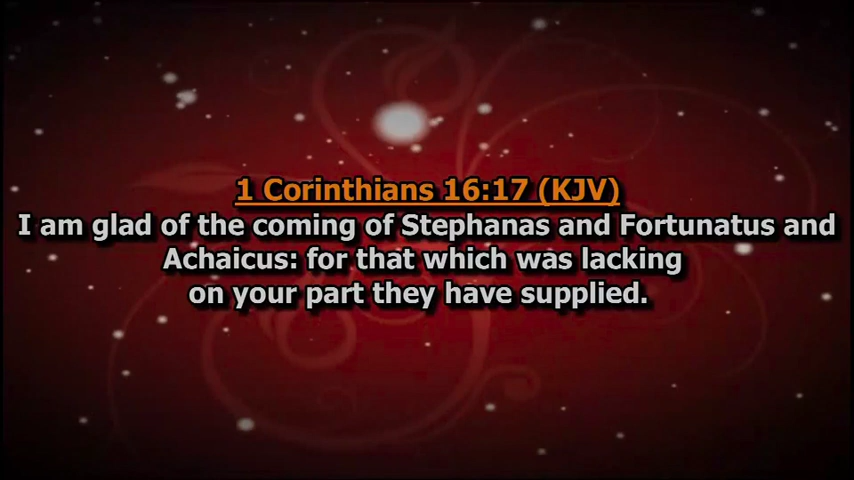 1 Corinthians 16:17 (KJV)
I am glad of the coming of Stephanas and Fortunatus and
Achaicus: for that which was lacking
on your part they have supplied.